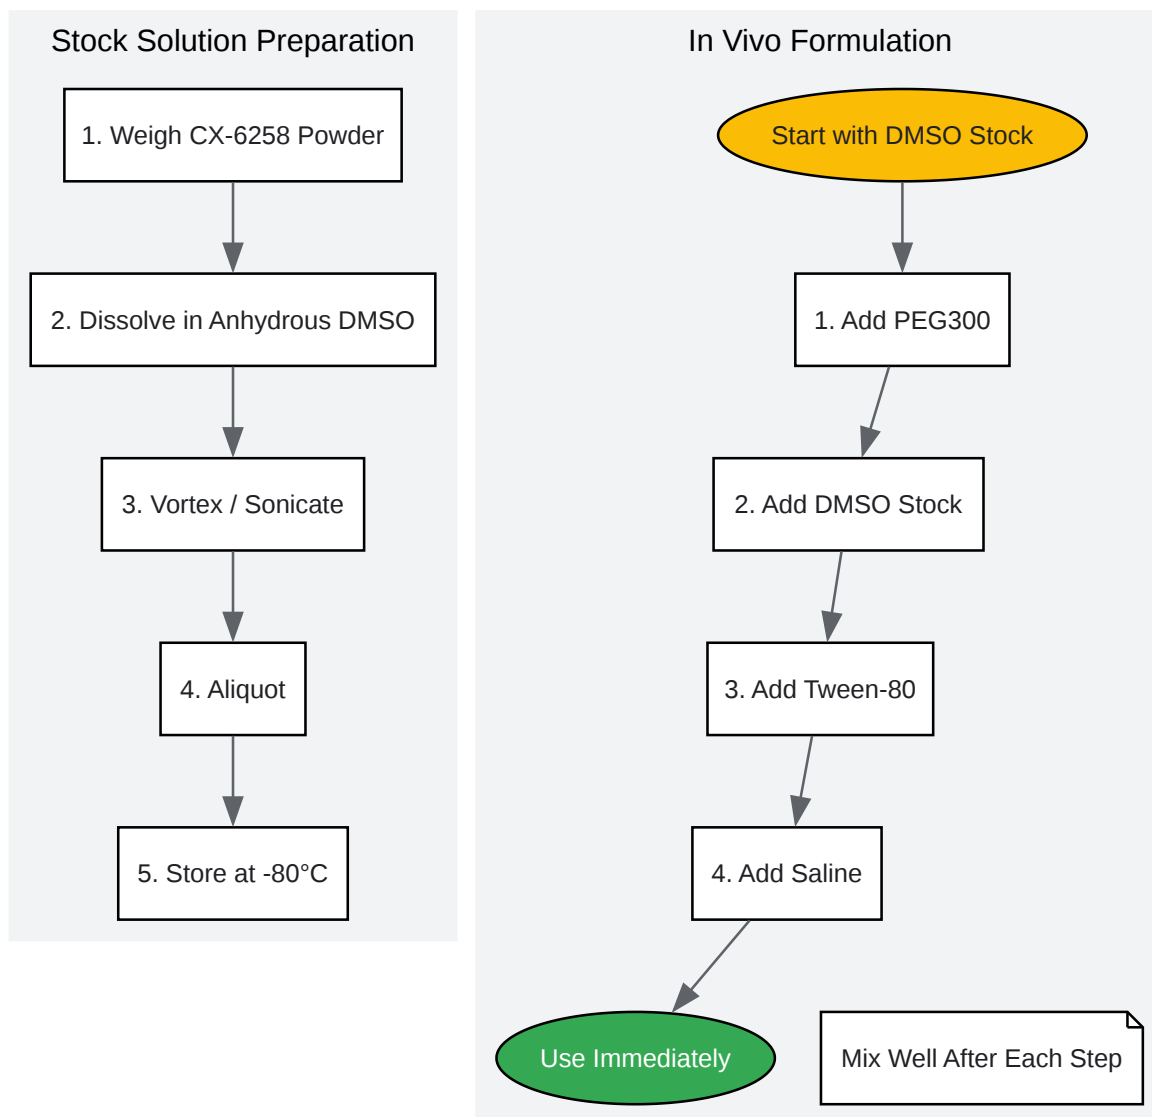 Stock Solution Preparation
1. Weigh CX-6258 Powder
2. Dissolve in Anhydrous DMSO
3. Vortex / Sonicate
4. Aliquot
5. Store at -80°C
In Vivo Formulation
Start with DMSO Stock
1. Add PEG300
2. Add DMSO Stock
3. Add Tween-80
4. Add Saline
Use Immediately
Mix Well After Each Step